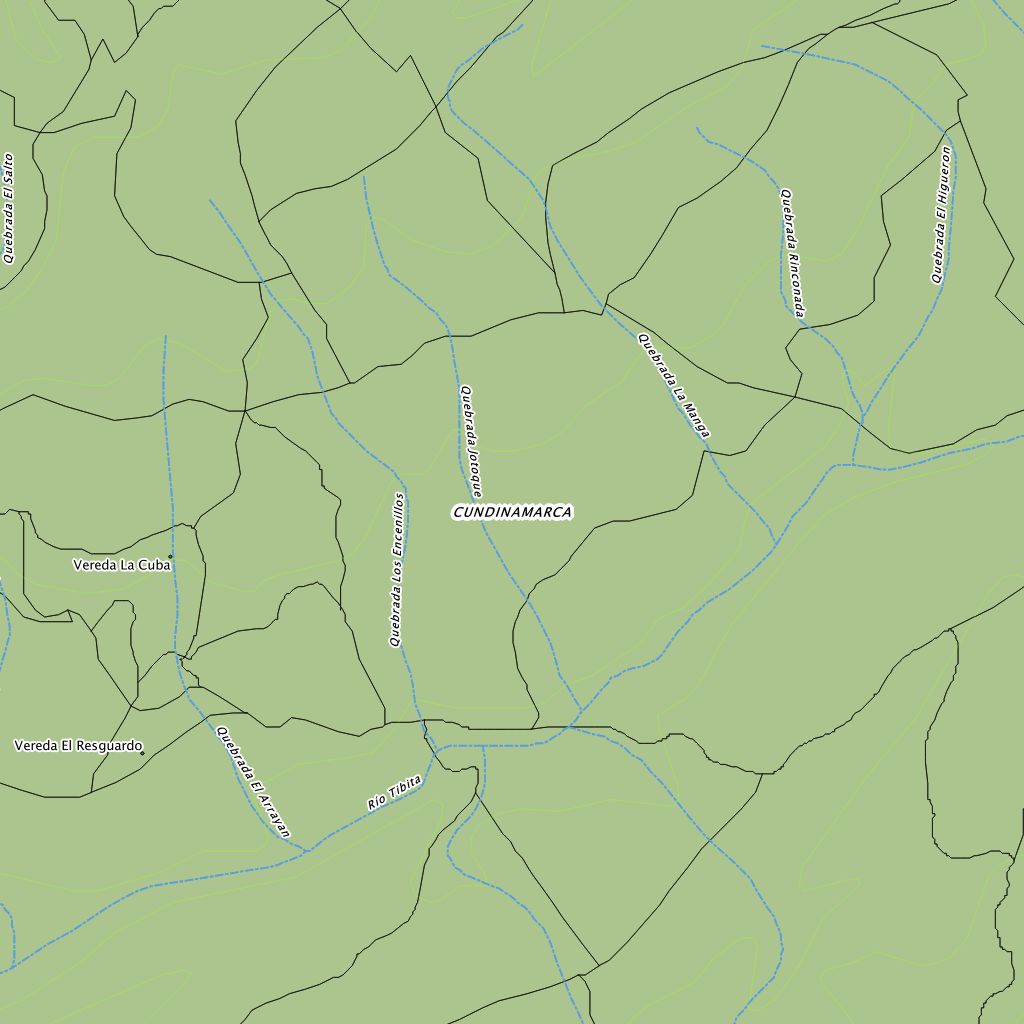 Quebrada El Salto
Quebrada El Higueron
Quebrada Rinconada
Quebrada La Manga
Quebrada Jotoque
Quebrada Los Encenillos
CUNDINAMARCA
Vereda La Cuba
Vereda El Resguardo
Quebrada El Arrayan
Río Tibita